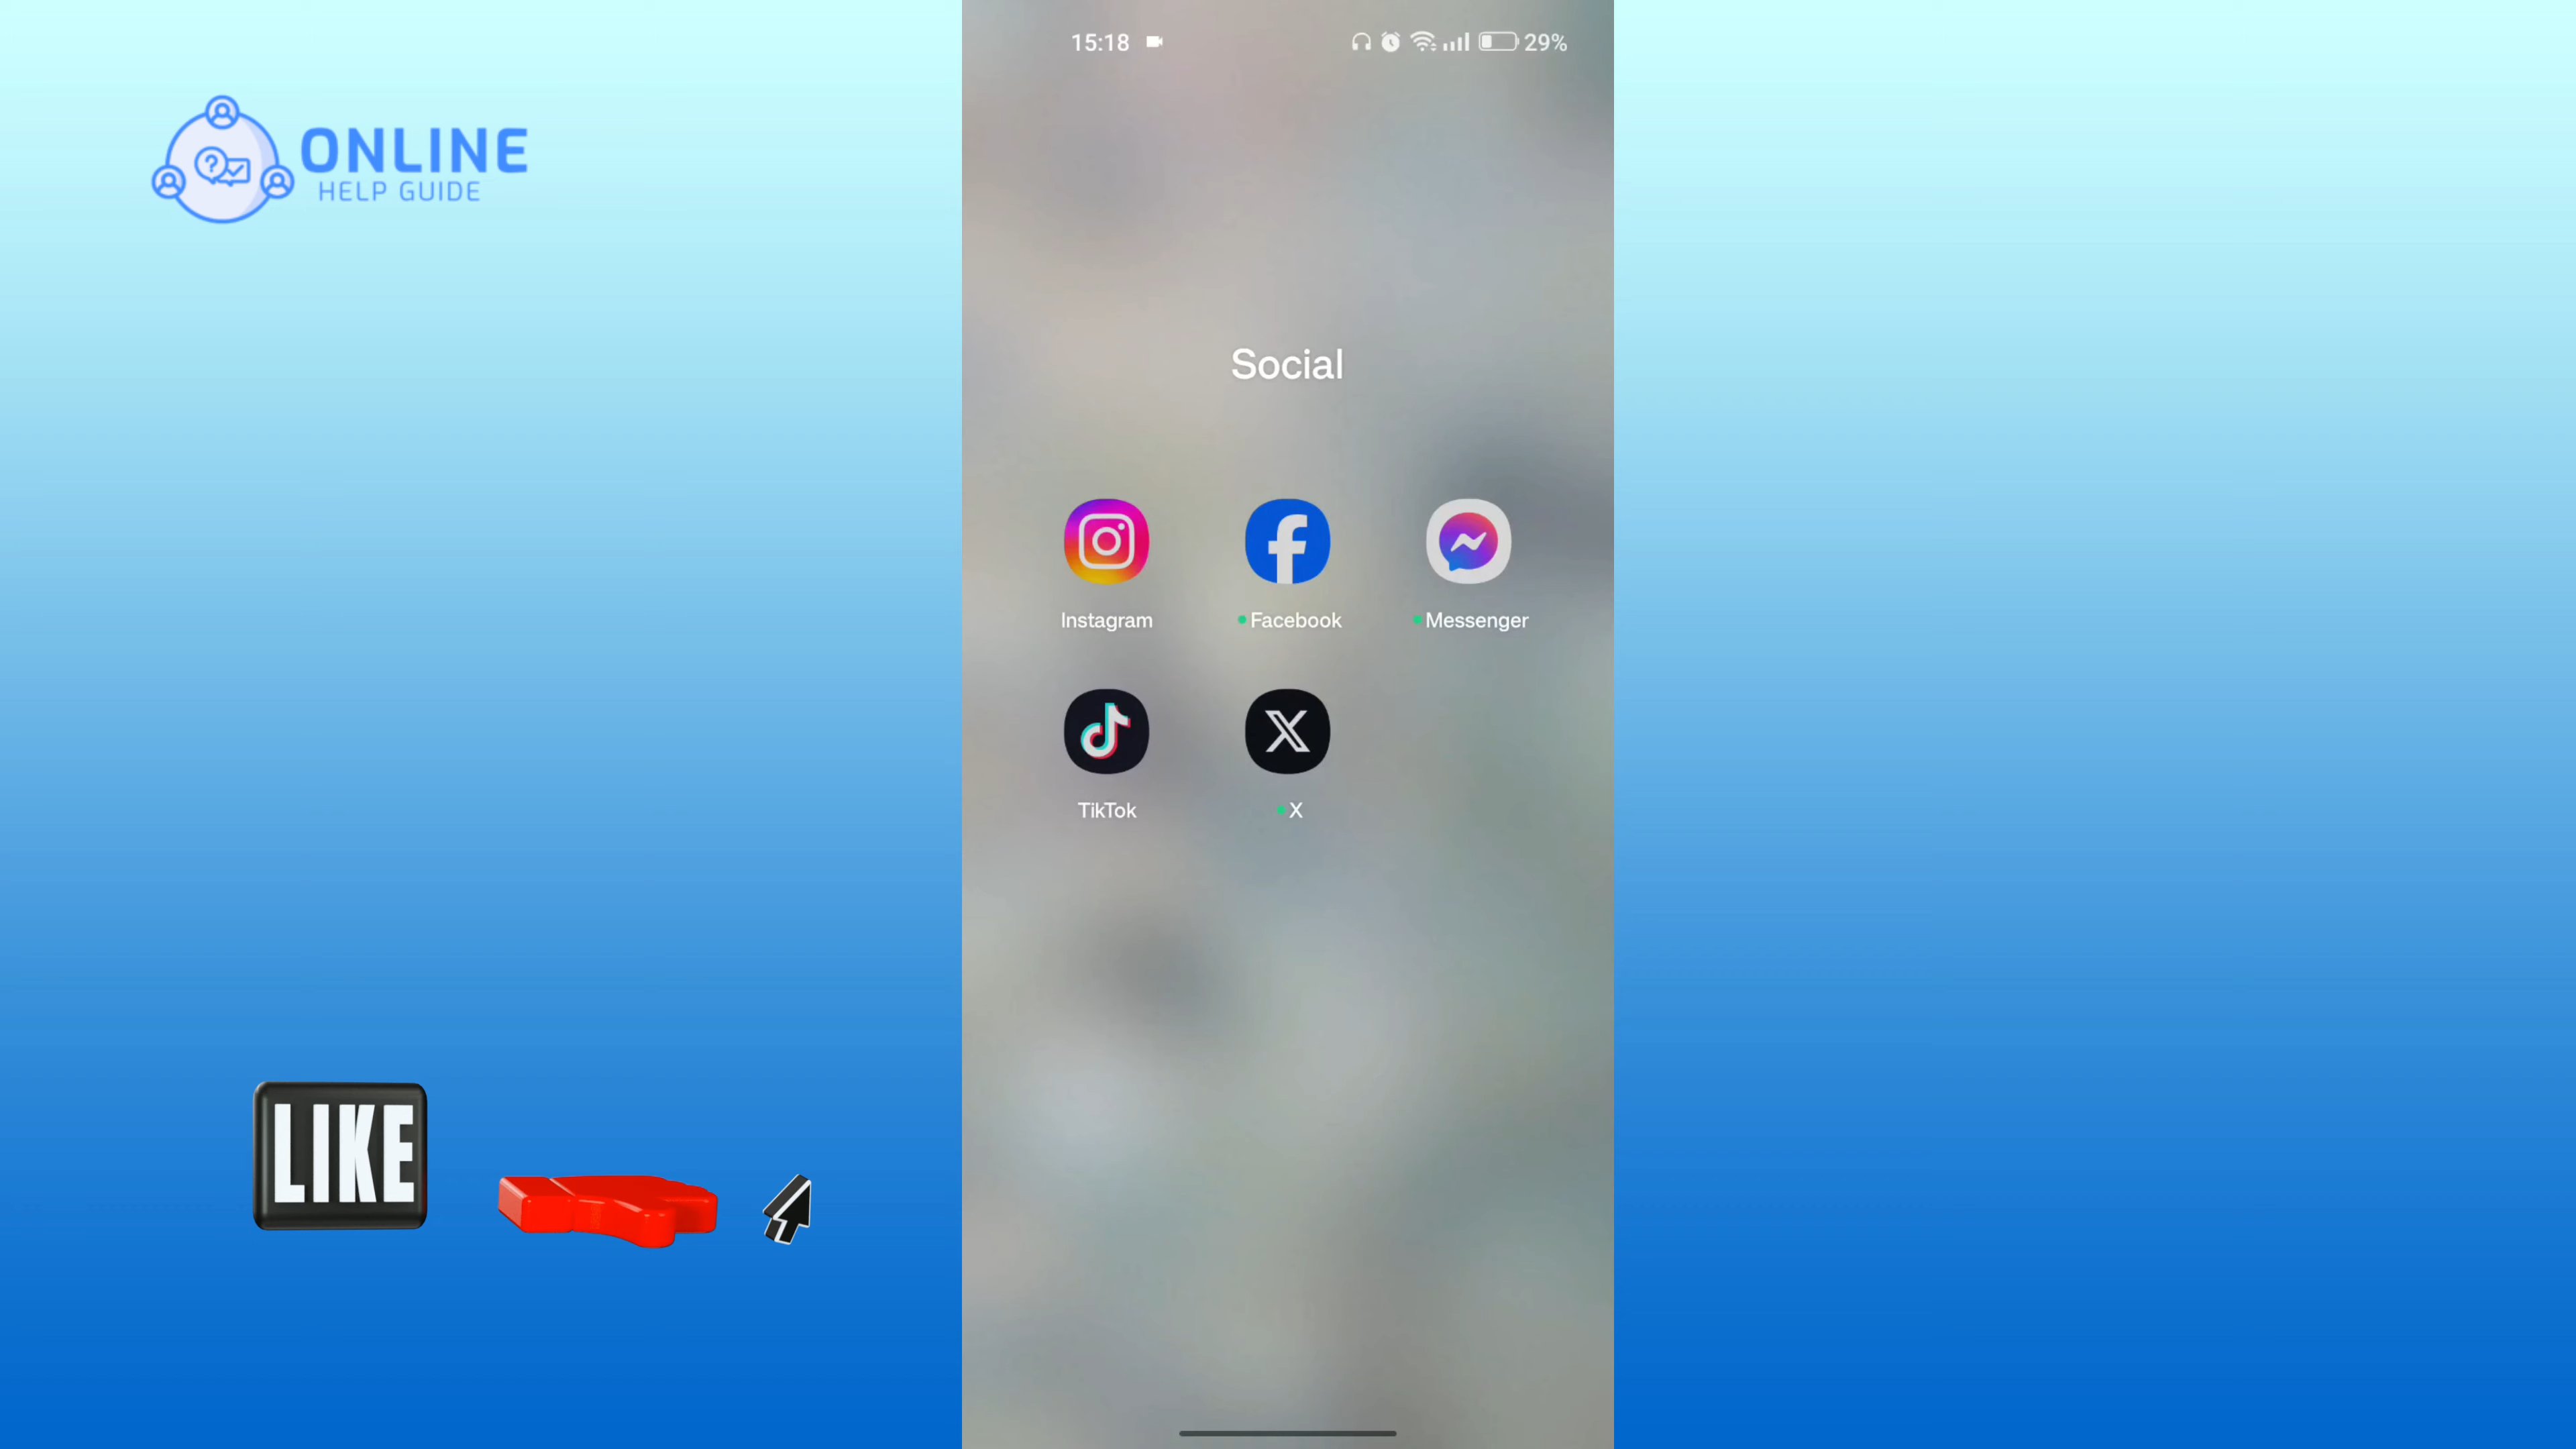 15:18
29%
ONLINE
HELP GUIDE
Social
Instagram
Facebook
Messenger
TikTok
X
LIKE